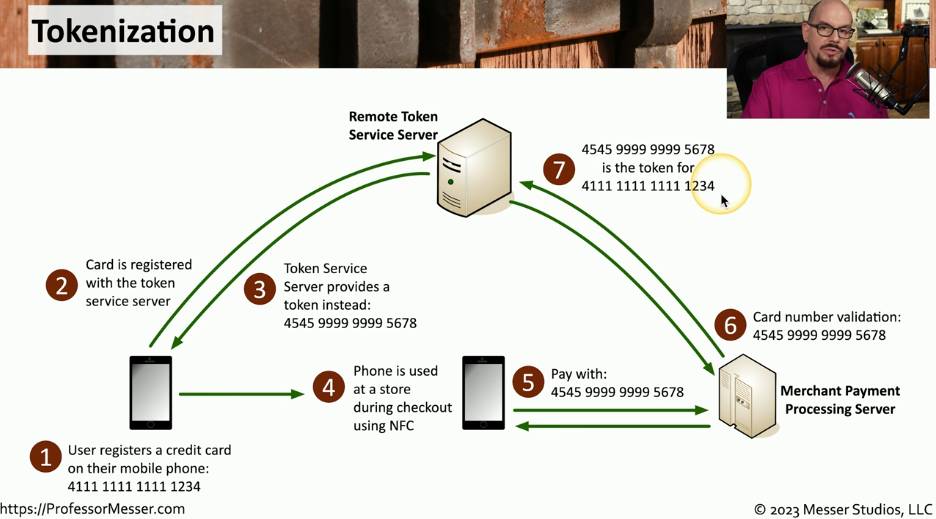 Tokenization
Remote Token
Service Server
7
4545 9999 9999 5678
is the token for
4111 1111 1111 1234
2
Card is registered
with the token
service server
3
Token Service
Server provides a
token instead:
4545 9999 9999 5678
6
Card number validation:
4545 9999 9999 5678
4
Phone is used
at a store
during checkout
using NFC
5
Pay with:
4545 9999 9999 5678
Merchant Payment
Processing Server
1
User registers a credit card
on their mobile phone:
4111 1111 1111 1234
https://ProfessorMesser.com
© 2023 Messer Studios, LLC